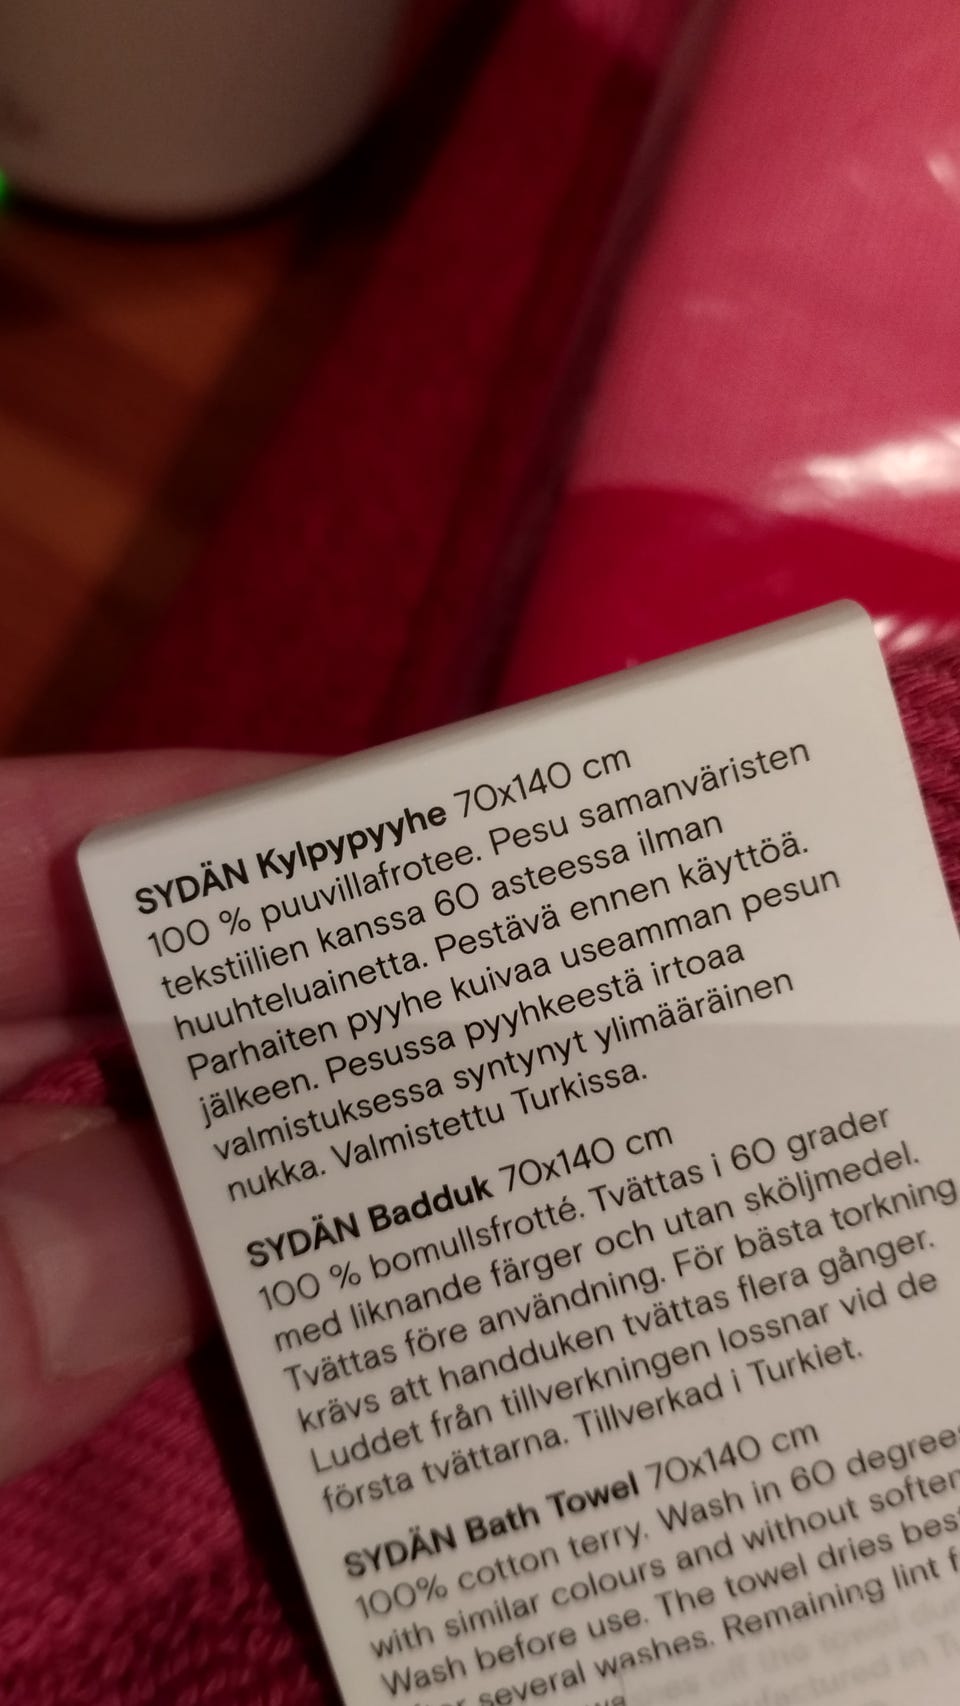 SYDÄN Kylpypyyhe 70x140 cm
100 % puuvillafrotee. Pesu samanväristen
tekstiilien kanssa 60 asteessa ilman
huuhteluainetta. Pestävä ennen käyttöä.
Parhaiten pyyhe kuivaa useamman pesun
jälkeen. Pesussa pyyhkeestä irtoaa
valmistuksessa syntynyt ylimääräinen
nukka. Valmistettu Turkissa.
SYDÄN Badduk 70x140 cm
100 % bomullsfrotté. Tvättas i 60 grader
med liknande färger och utan sköljmedel.
Tvättas före användning. För bästa torkning
krävs att handduken tvättas flera gånger.
Luddet från tillverkningen lossnar vid de
första tvättarna. Tillverkad i Turkiet.
SYDÄN Bath Towel 70x140 cm
100% cotton terry. Wash in 60 degrees
with similar colours and without soften
Wash before use. The towel dries best
several washes. Remaining lint f